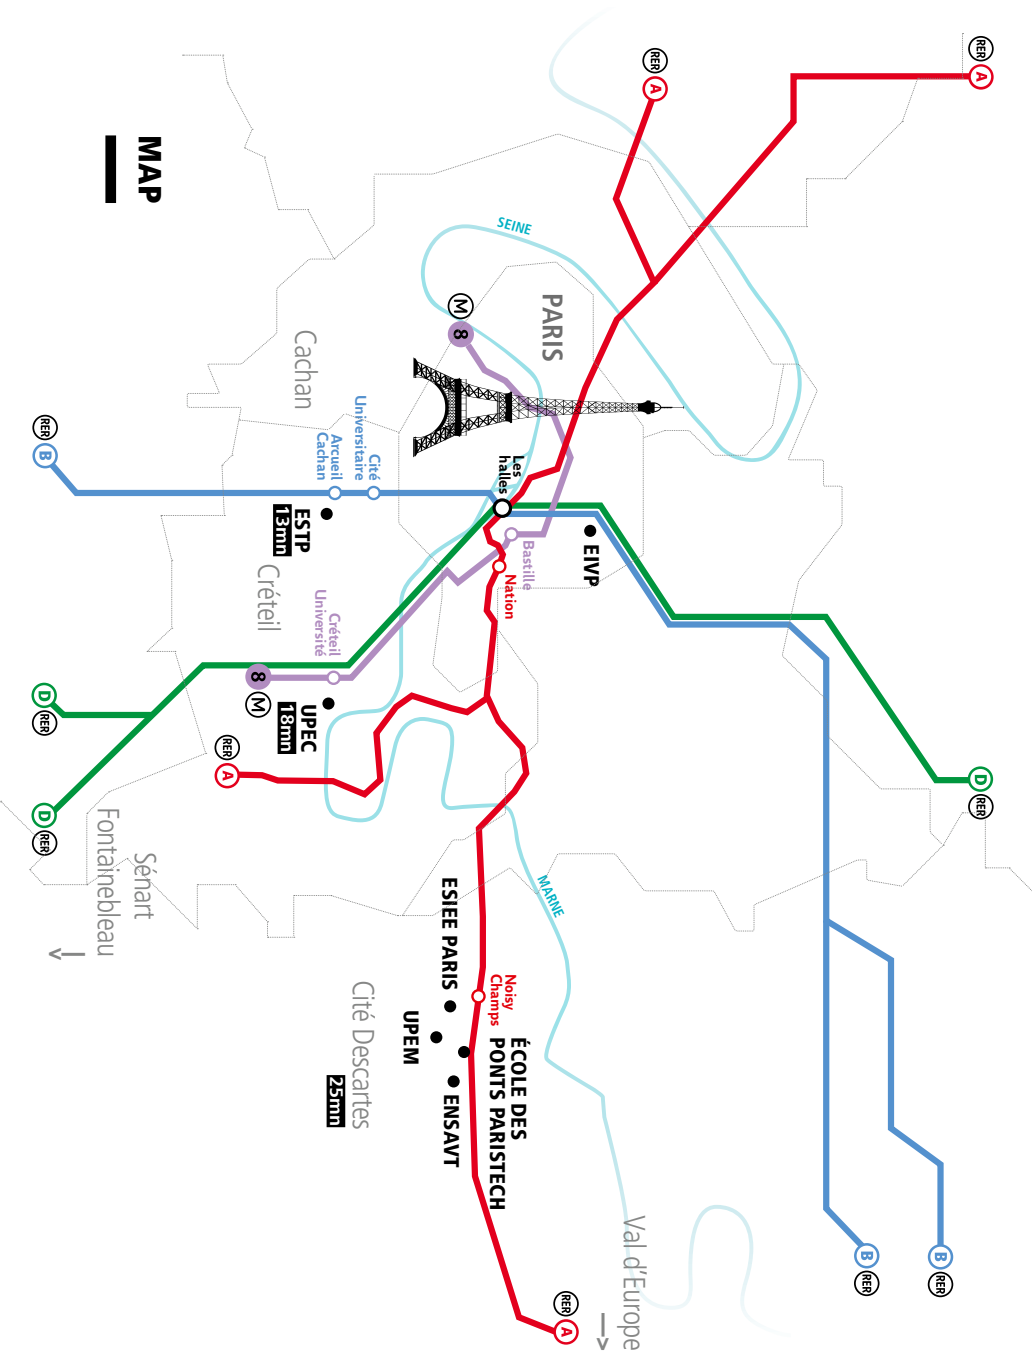 MAP
RER
A
RER
A
SEINE
PARIS
M
8
Cachan
RER
B
Cité
Universitaire
Arcueil
Cachan
Les
halles
ESTP
13mn
EIVP
Bastille
Nation
Créteil
Créteil
Université
8
M
UPEC
18mn
D
RER
D
RER
RER
A
D
RER
Sénart
Fontainebleau
MARNE
ESIEE PARIS
Noisy
Champs
UPEM
ÉCOLE DES
PONTS PARISTECH
ENSAVT
Cité Descartes
25mn
Val d'Europe
B
RER
B
RER
RER
A